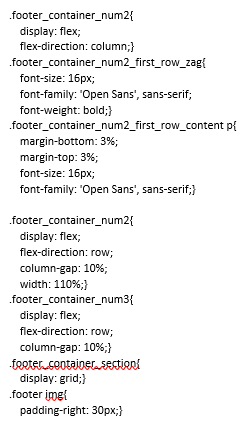 .footer_container_num2{
display: flex;
flex-direction: column;}
.footer_container_num2_first_row_zag{
font-size: 16px;
font-family: 'Open Sans', sans-serif;
font-weight: bold;}
.footer_container_num2_first_row_content p{
margin-bottom: 3%;
margin-top: 3%;
font-size: 16px;
font-family: 'Open Sans', sans-serif;}
.footer_container_num2{
display: flex;
flex-direction: row;
column-gap: 10%;
width: 110%;}
.footer_container_num3{
display: flex;
flex-direction: row;
column-gap: 10%;}
.footer_container_section{
display: grid;}
.footer img{
padding-right: 30px;}